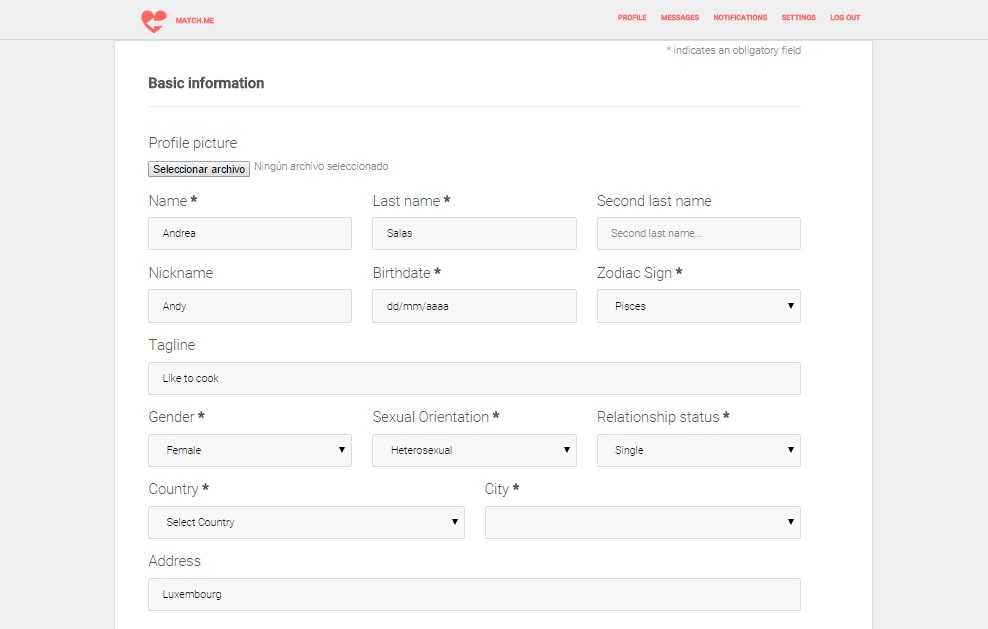 MATCH.ME PROFILE MESSAGES NOTIFICATIONS SETTINGS LOG OUT
* indicates an obligatory field
Basic information
Profile picture
Seleccionar archivo Ningún archivo seleccionado
Name * Last name * Second last name
Andrea Salas Second last name...
Nickname Birthdate * Zodiac Sign *
Andy dd/mm/aaaa Pisces
Tagline
Like to cook
Gender * Sexual Orientation * Relationship status *
Female Heterosexual Single
Country * City *
Select Country
Address
Luxembourg